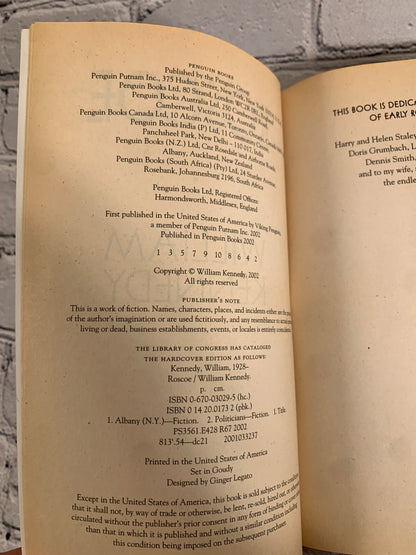 PENGUIN BOOKS
Published by the Penguin Group
Penguin Putnam Inc., 375 Hudson Street, New York, New York
Penguin Books Ltd, 80 Strand, London WC2R
Penguin Books Australia Ltd, 250 Camberwell Road,
Camberwell, Victoria 3124, Australia
Penguin Books Canada Ltd, 10 Alcorn Avenue, Toronto, Ontario,
Penguin Books India (P) Ltd, 11 Community Centre,
Panchsheel Park, New Delhi – 110 017, India
Penguin Books (N.Z.) Ltd, Cnr Rosedale and Airborne Roads,
Albany, Auckland, New Zealand
Penguin Books (South Africa) (Pty) Ltd, 24 Sturdee Avenue,
Rosebank, Johannesburg 2196, South Africa
Penguin Books Ltd, Registered Offices:
Harmondsworth, Middlesex, England
First published in the United States of America by Viking Penguin,
a member of Penguin Putnam Inc. 2002
Published in Penguin Books 2002
1 3 5 7 9 10 8 6 4 2
Copyright © William Kennedy, 2002
All rights reserved
PUBLISHER'S NOTE
This is a work of fiction. Names, characters, places, and incidents either are the
of the author's imagination or are used fictitiously, and any resemblance to actual
living or dead, business establishments, events, or locales is entirely
THE LIBRARY OF CONGRESS HAS CATALOGED
THE HARDCOVER EDITION AS FOLLOWS:
Kennedy, William, 1928–
Roscoe / William Kennedy.
p. cm.
ISBN 0-670-03029-5 (hc.)
ISBN 0 14 20.0173 2 (pbk.)
1. Albany (N.Y.)—Fiction. 2. Politicians—Fiction. I. Title.
PS3561.E428 R67 2002
813'.54—dc21 2001033237
Printed in the United States of America
Set in Goudy
Designed by Ginger Legato
Except in the United States of America, this book is sold subject to the condition
that it shall not, by way of trade or otherwise, be lent, re-sold, hired out, or otherwise
circulated without the publisher's prior consent in any form of binding or cover other
than that in which it is published and without a similar condition including
this condition being imposed on the subsequent purchaser.
THIS BOOK IS DEDICA
OF EARLY RO
Harry and Helen Staley
Doris Grumbach, L
Dennis Smith,
and to my wife,
the endle